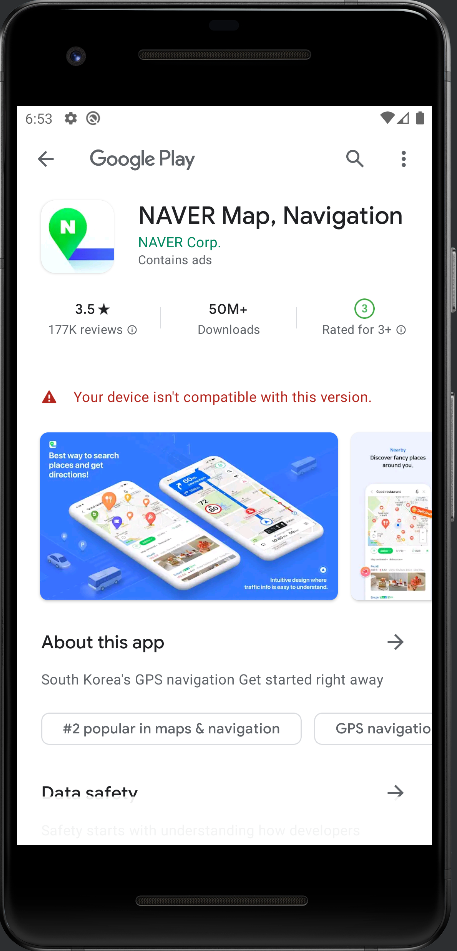 6:53
Google Play
N
NAVER Map, Navigation
NAVER Corp.
Contains ads
3.5★
177K reviews
50M+
Downloads
3
Rated for 3+
Your device isn't compatible with this version.
Best way to search
places and get
directions!
72
80
Intuitive design where
traffic info is easy to understand.
Nearby
Discover fancy places
around you.
About this app
South Korea's GPS navigation Get started right away
#2 popular in maps & navigation
GPS navigatio
Data safety
Safety starts with understanding how developers